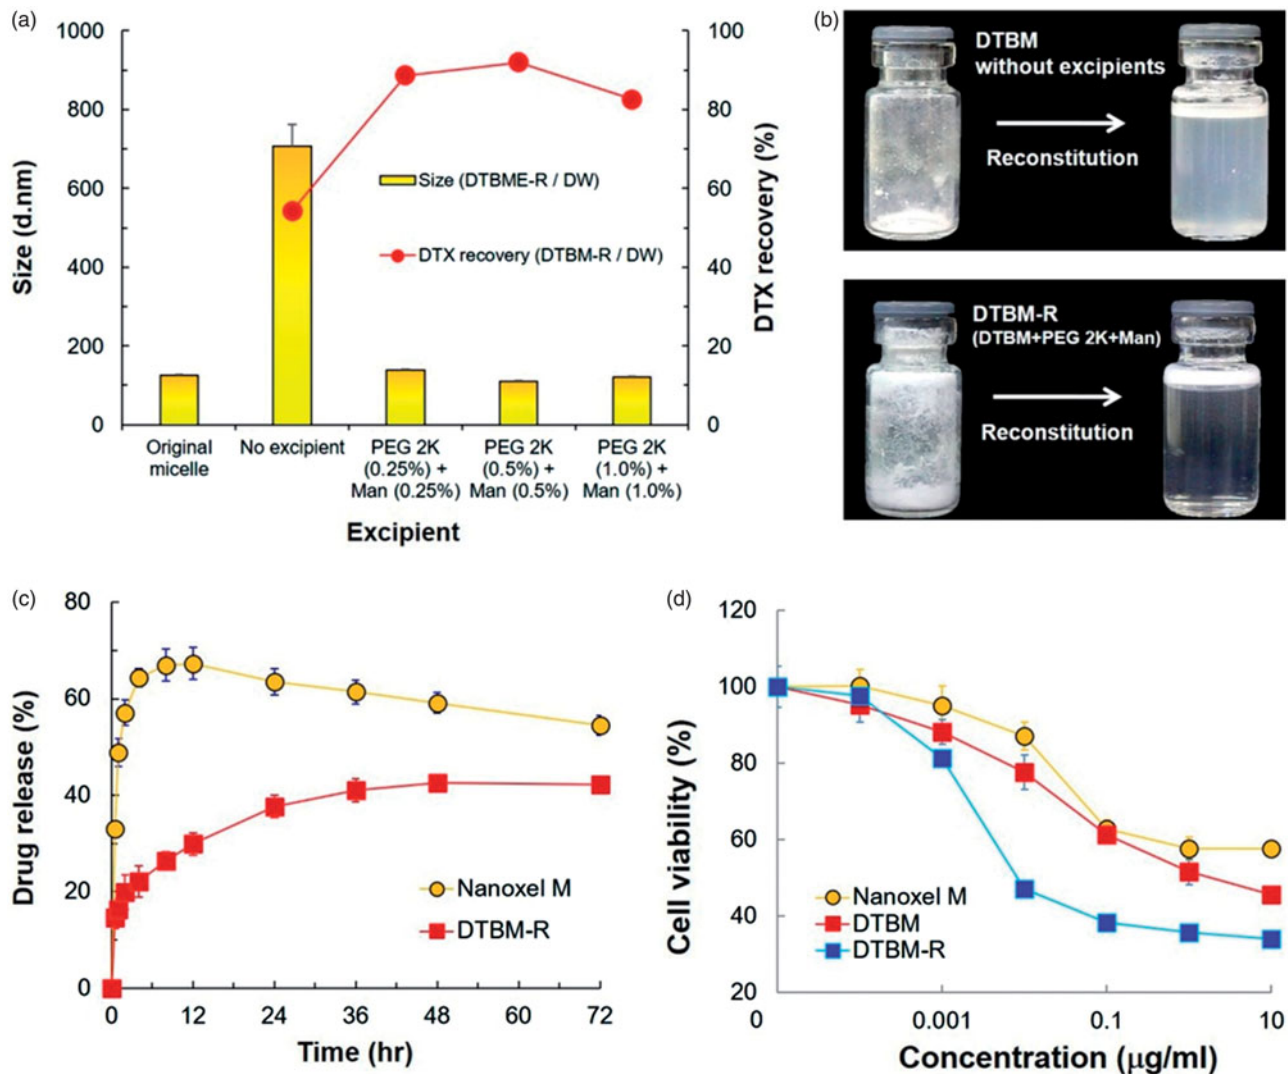 (a)
1000
800
600
400
200
0
Size (d.nm)
100
80
60
40
20
0
DTX recovery (%)
Size (DTBME-R / DW)
DTX recovery (DTBM-R / DW)
Original
micelle
No excipient
PEG 2K
(0.25%) +
Man (0.25%)
PEG 2K
(0.5%) +
Man (0.5%)
PEG 2K
(1.0%) +
Man (1.0%)
Excipient
(b)
DTBM
without excipients
Reconstitution
DTBM-R
(DTBM+PEG 2K+Man)
Reconstitution
(c)
80
60
40
20
0
Drug release (%)
Nanoxel M
DTBM-R
0 12 24 36 48 60 72
Time (hr)
(d)
120
100
80
60
40
20
Cell viability (%)
Nanoxel M
DTBM
DTBM-R
0 0.001 0.1 10
Concentration (μg/ml)